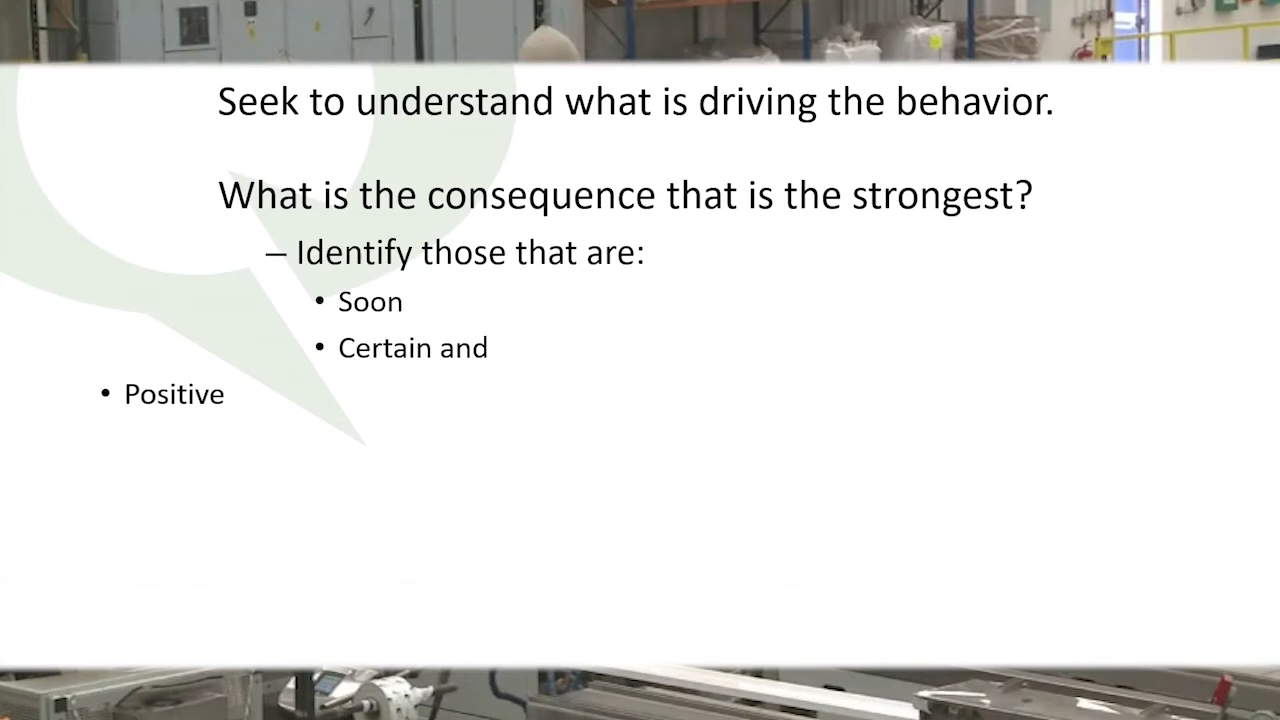 Seek to understand what is driving the behavior.
What is the consequence that is the strongest?
– Identify those that are:
• Soon
• Certain and
• Positive